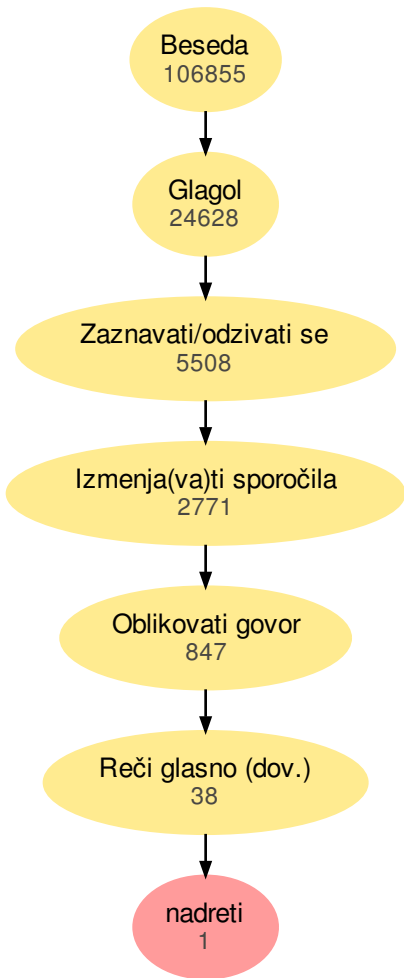 Beseda
106855
Glagol
24628
Zaznavati/odzivati se
5508
Izmenja(va)ti sporočila
2771
Oblikovati govor
847
Reči glasno (dov.)
38
nadreti
1